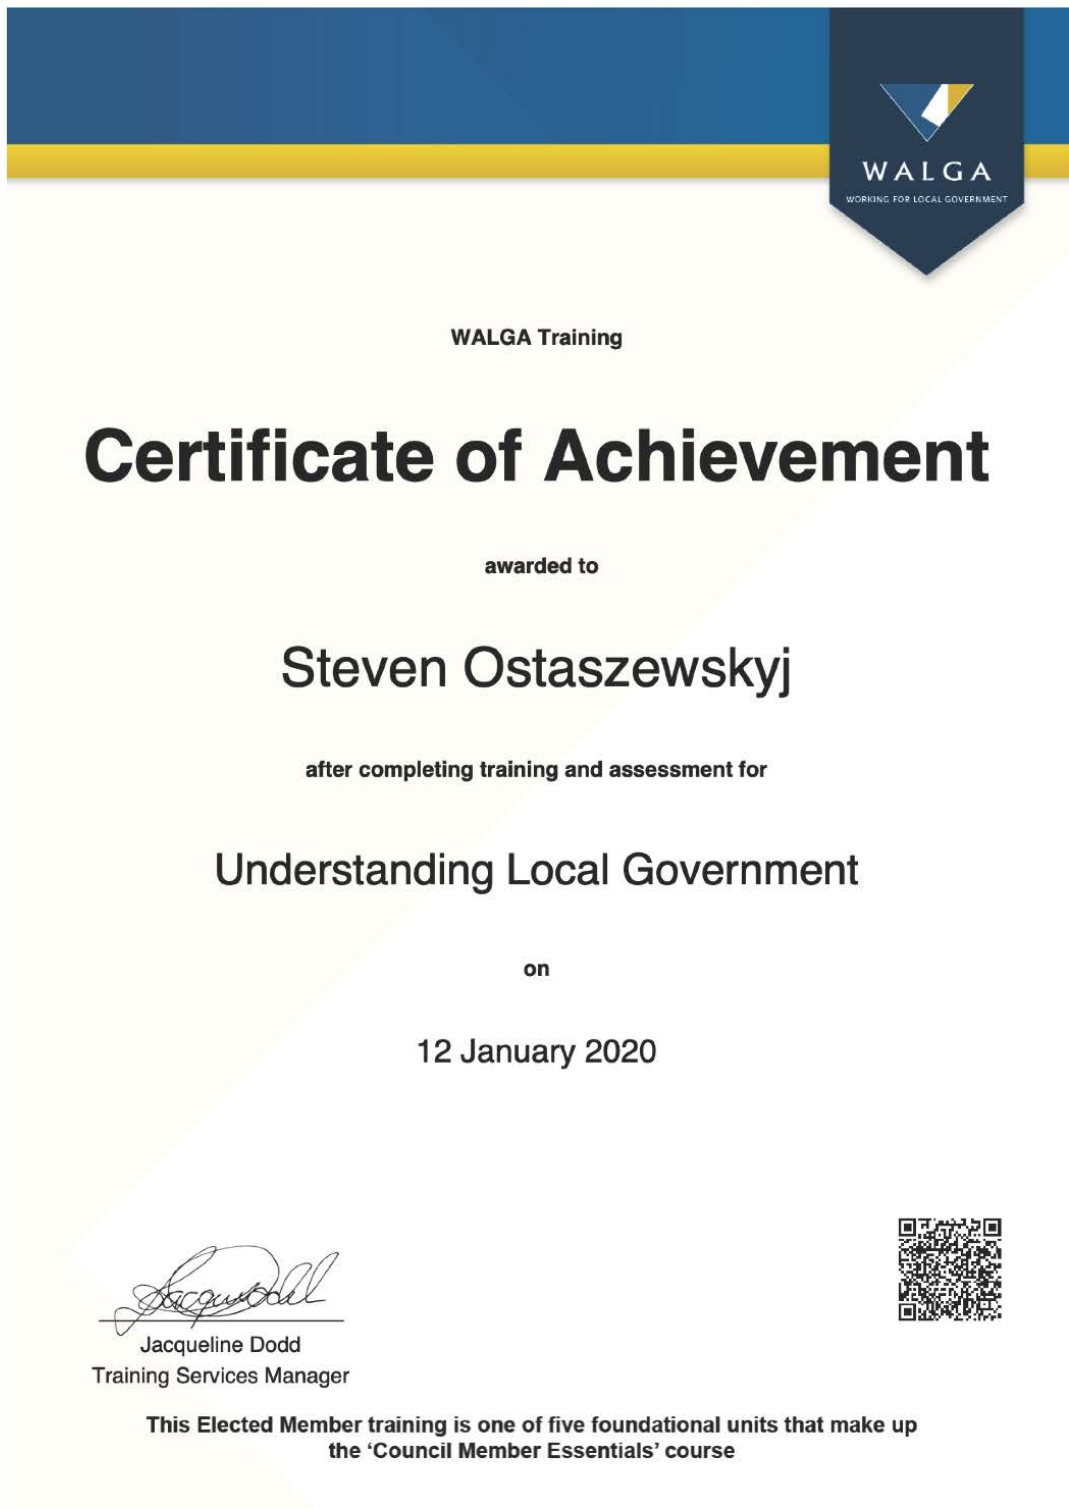 WALGA
WORKING FOR LOCAL GOVERNMENT
WALGA Training
Certificate of Achievement
awarded to
Steven Ostaszewskyj
after completing training and assessment for
Understanding Local Government
on
12 January 2020
Jacqueline Dodd
Training Services Manager
This Elected Member training is one of five foundational units that make up
the ‘Council Member Essentials’ course